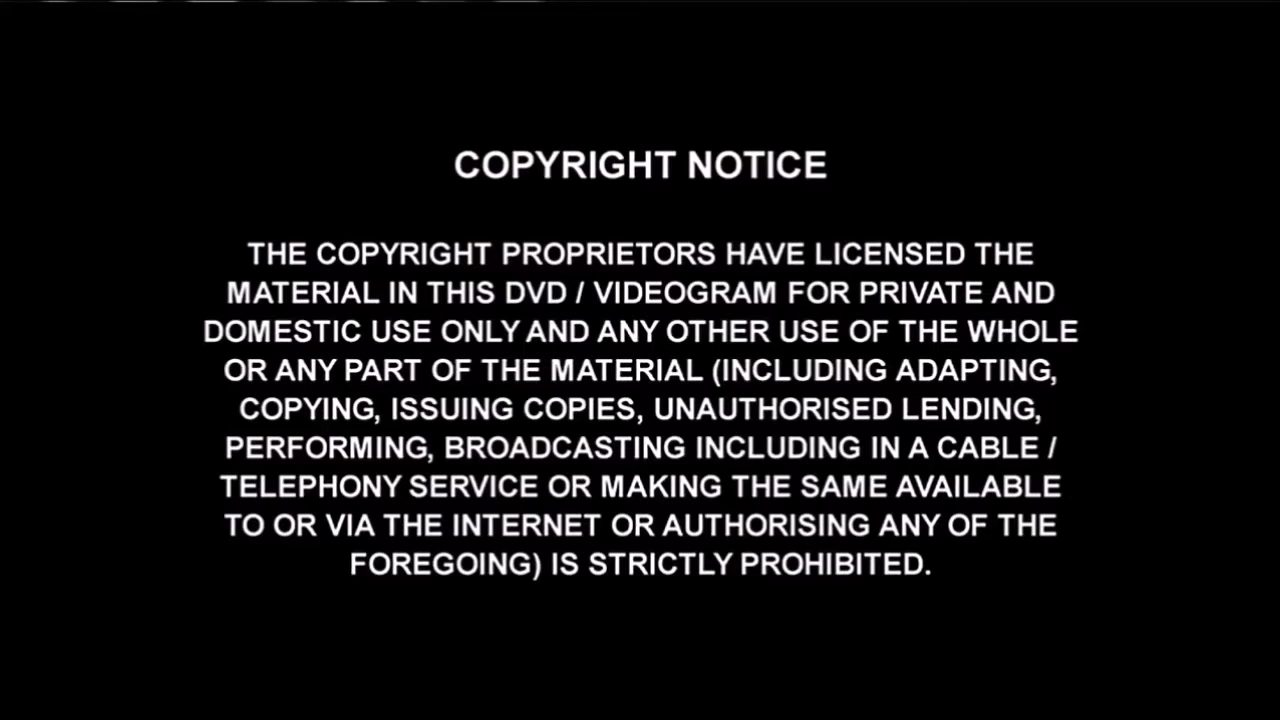 COPYRIGHT NOTICE
THE COPYRIGHT PROPRIETORS HAVE LICENSED THE
MATERIAL IN THIS DVD / VIDEOGRAM FOR PRIVATE AND
DOMESTIC USE ONLY AND ANY OTHER USE OF THE WHOLE
OR ANY PART OF THE MATERIAL (INCLUDING ADAPTING,
COPYING, ISSUING COPIES, UNAUTHORISED LENDING,
PERFORMING, BROADCASTING INCLUDING IN A CABLE /
TELEPHONY SERVICE OR MAKING THE SAME AVAILABLE
TO OR VIA THE INTERNET OR AUTHORISING ANY OF THE
FOREGOING) IS STRICTLY PROHIBITED.